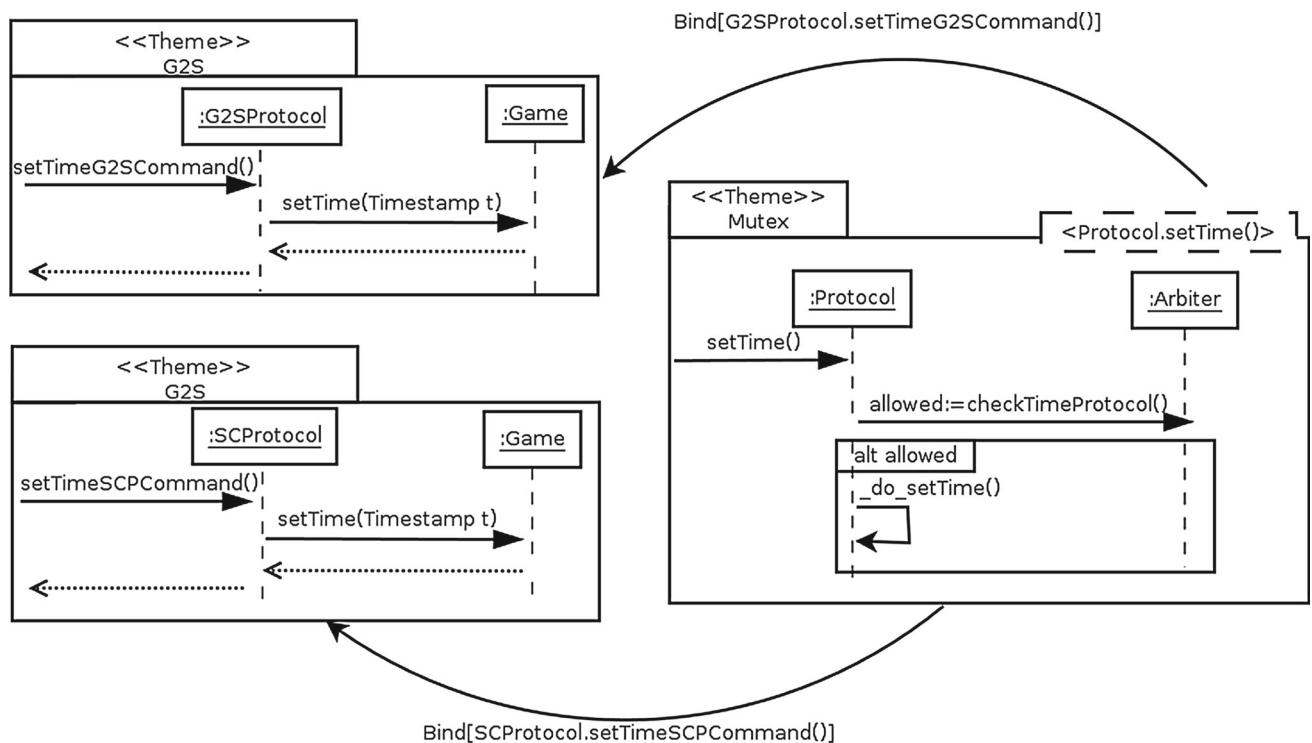 Bind[G2SProtocol.setTimeG2SCommand()]
<<Theme>>
G2S
:G2SProtocol
:Game
setTimeG2SCommand()
setTime(Timestamp t)
<<Theme>>
Mutex
<Protocol.setTime()>
:Protocol
:Arbiter
setTime()
allowed:=checkTimeProtocol()
alt allowed
_do_setTime()
<<Theme>>
G2S
:SCProtocol
:Game
setTimeSCPCommand()
setTime(Timestamp t)
Bind[SCProtocol.setTimeSCPCommand()]